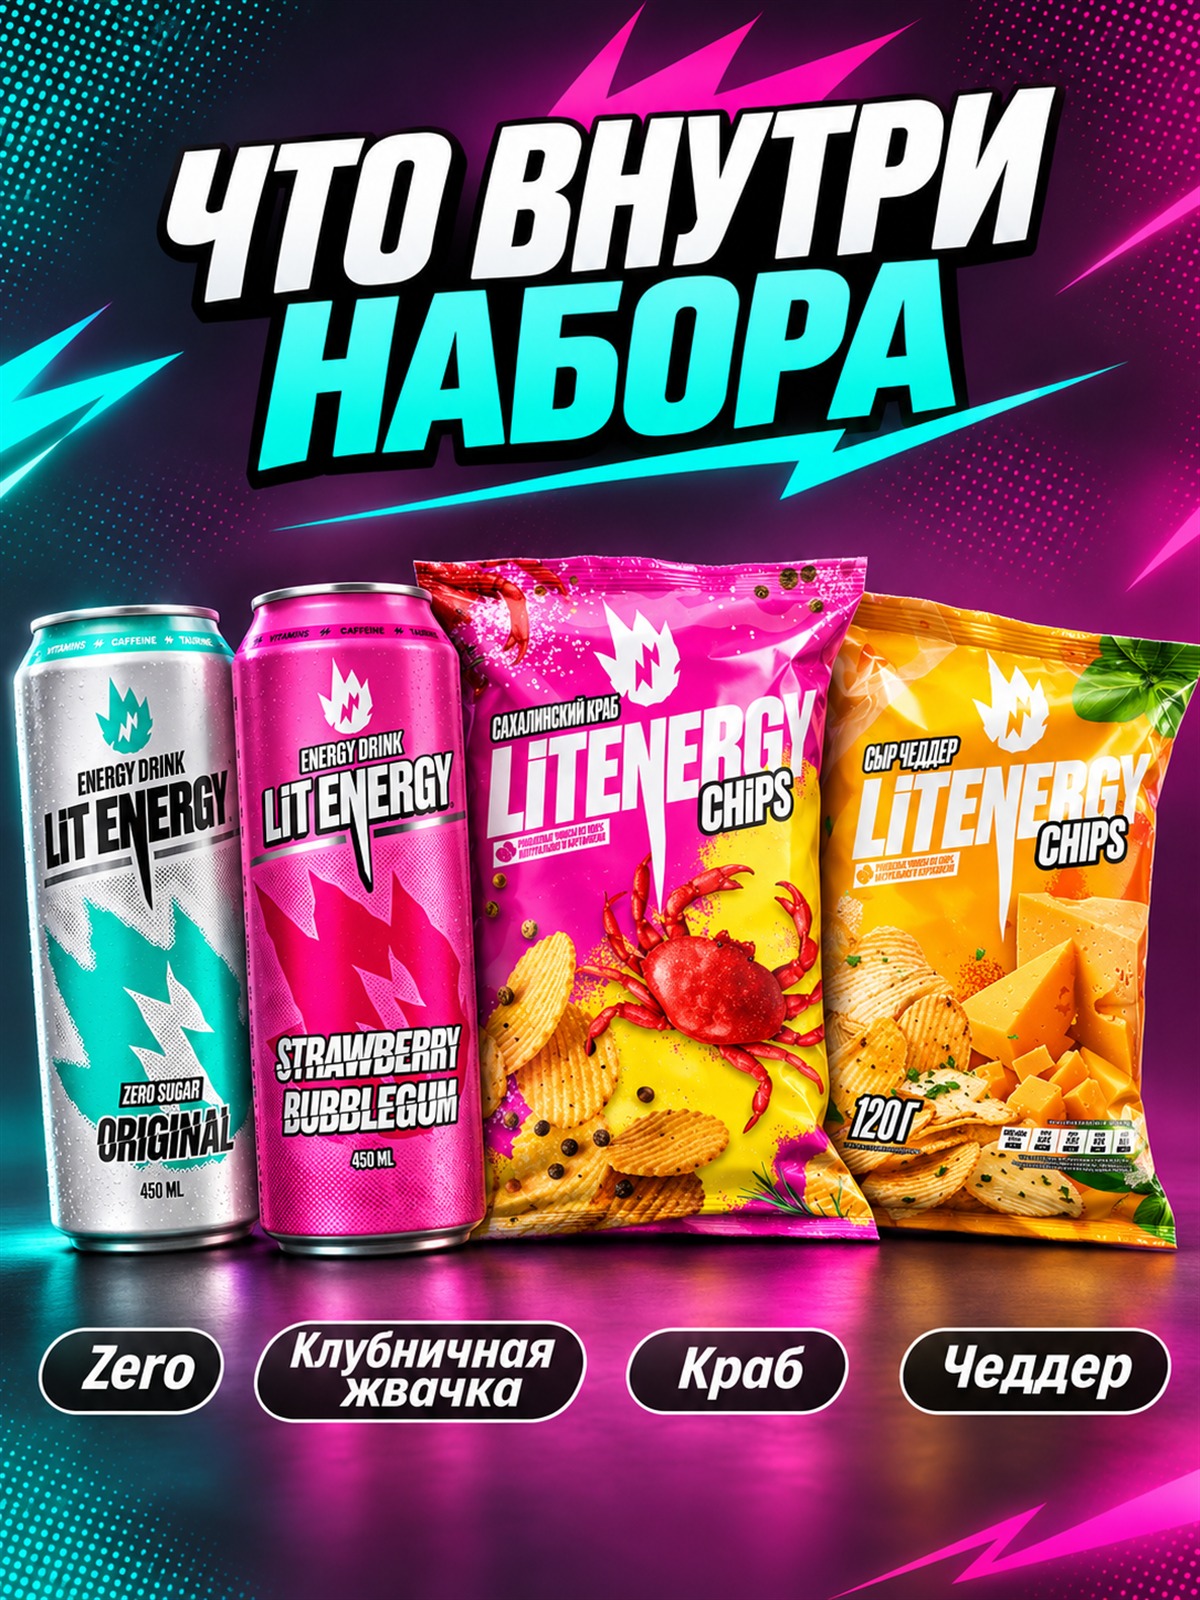 ЧТО ВНУТРИ
НАБОРА
VITAMINS CAFFEINE TAURINE
ENERGY DRINK
LIT ENERGY
ZERO SUGAR
ORIGINAL
450 ML
VITAMINS CAFFEINE TAURINE
ENERGY DRINK
LIT ENERGY
STRAWBERRY
BUBBLEGUM
450 ML
САХАЛИНСКИЙ КРАБ
LITENERGY
CHIPS
СЫР ЧЕДДЕР
LITENERGY
CHIPS
120Г
Zero
Клубничная
жвачка
Краб
Чеддер